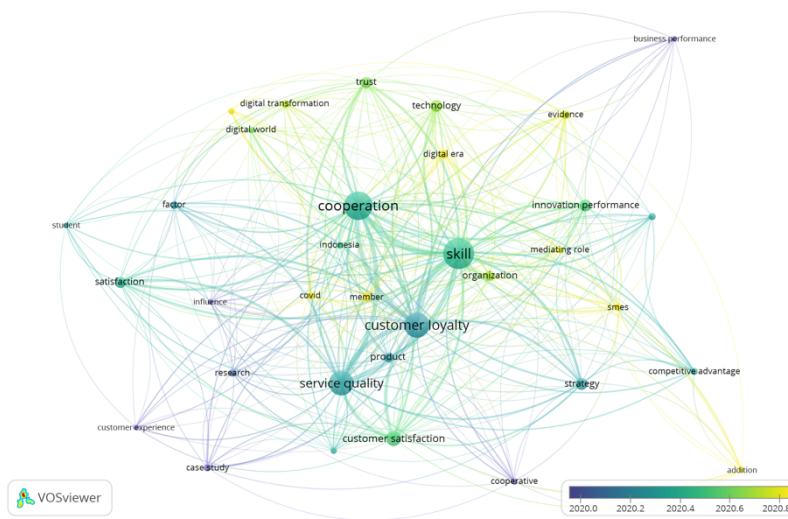 business performance
trust
digital transformation
technology
evidence
digital world
digital era
cooperation
factor
innovation performance
student
indonesia
skill
mediating role
organization
satisfaction
influence
covid
member
smes
customer loyalty
product
research
service quality
strategy
competitive advantage
customer experience
customer satisfaction
case study
cooperative
addition
VOSviewer
2020.0 2020.2 2020.4 2020.6 2020.8